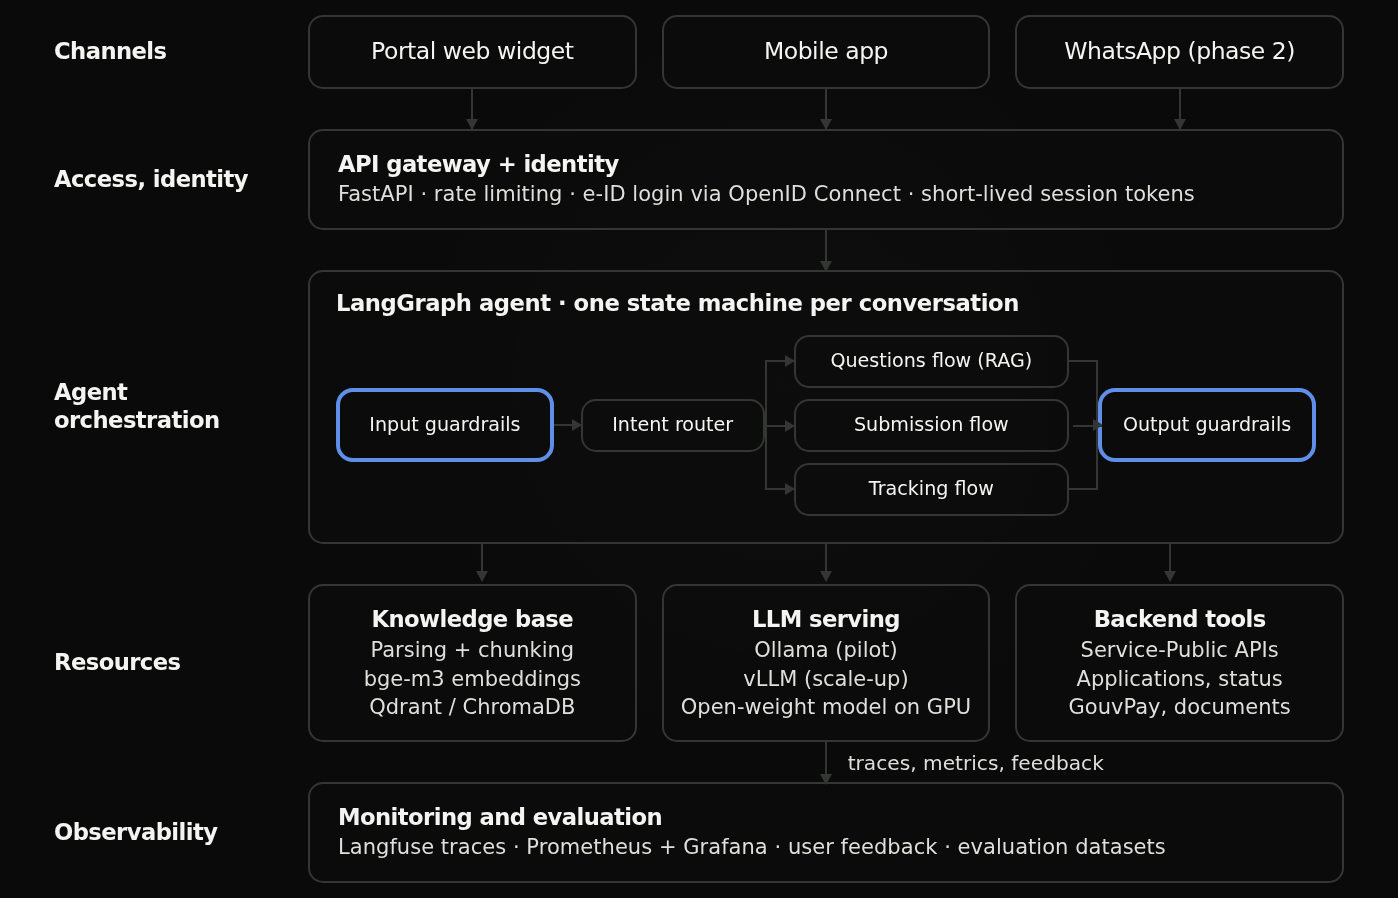 Channels
Portal web widget
Mobile app
WhatsApp (phase 2)
Access, identity
API gateway + identity
FastAPI · rate limiting · e-ID login via OpenID Connect · short-lived session tokens
Agent
orchestration
LangGraph agent · one state machine per conversation
Input guardrails
Intent router
Questions flow (RAG)
Submission flow
Tracking flow
Output guardrails
Resources
Knowledge base
Parsing + chunking
bge-m3 embeddings
Qdrant / ChromaDB
LLM serving
Ollama (pilot)
vLLM (scale-up)
Open-weight model on GPU
Backend tools
Service-Public APIs
Applications, status
GouvPay, documents
traces, metrics, feedback
Observability
Monitoring and evaluation
Langfuse traces · Prometheus + Grafana · user feedback · evaluation datasets